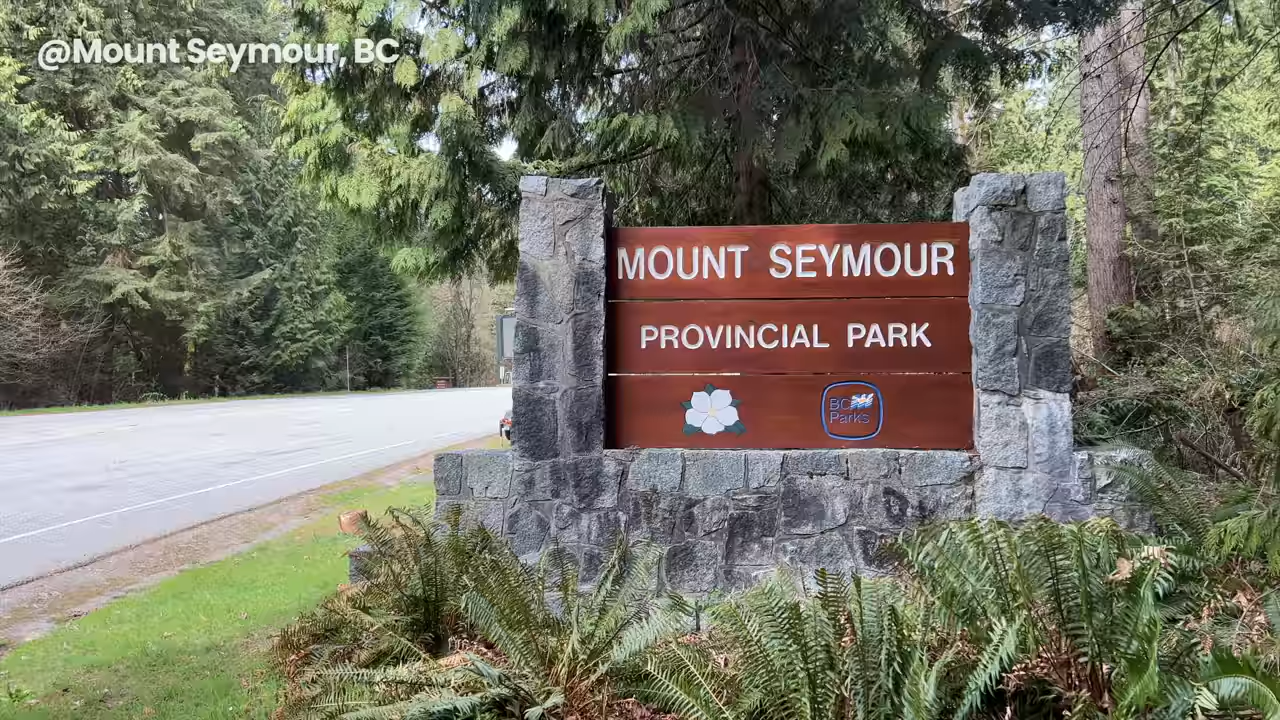 @Mount Seymour, BC
MOUNT SEYMOUR
PROVINCIAL PARK
BC
Parks